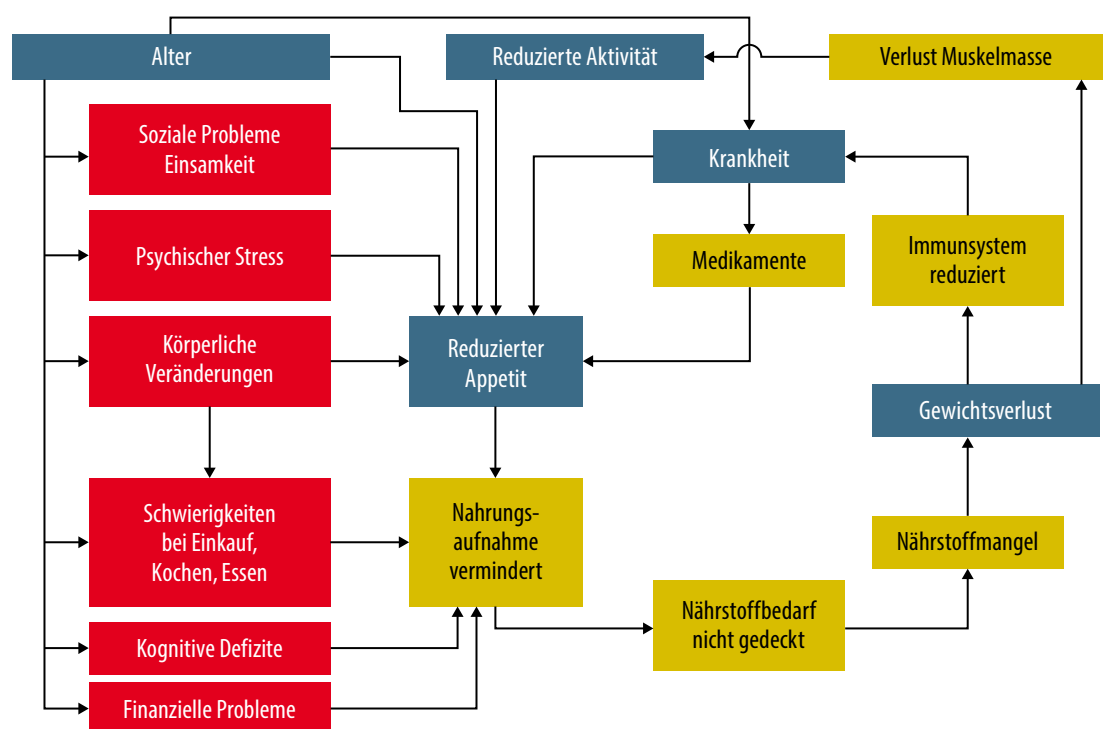 Alter
Reduzierte Aktivität
Verlust Muskelmasse
Soziale Probleme
Einsamkeit
Krankheit
Psychischer Stress
Medikamente
Immunsystem
reduziert
Körperliche
Veränderungen
Reduzierter
Appetit
Gewichtsverlust
Schwierigkeiten
bei Einkauf,
Kochen, Essen
Nahrungs-
aufnahme
vermindert
Nährstoffmangel
Nährstoffbedarf
nicht gedeckt
Kognitive Defizite
Finanzielle Probleme